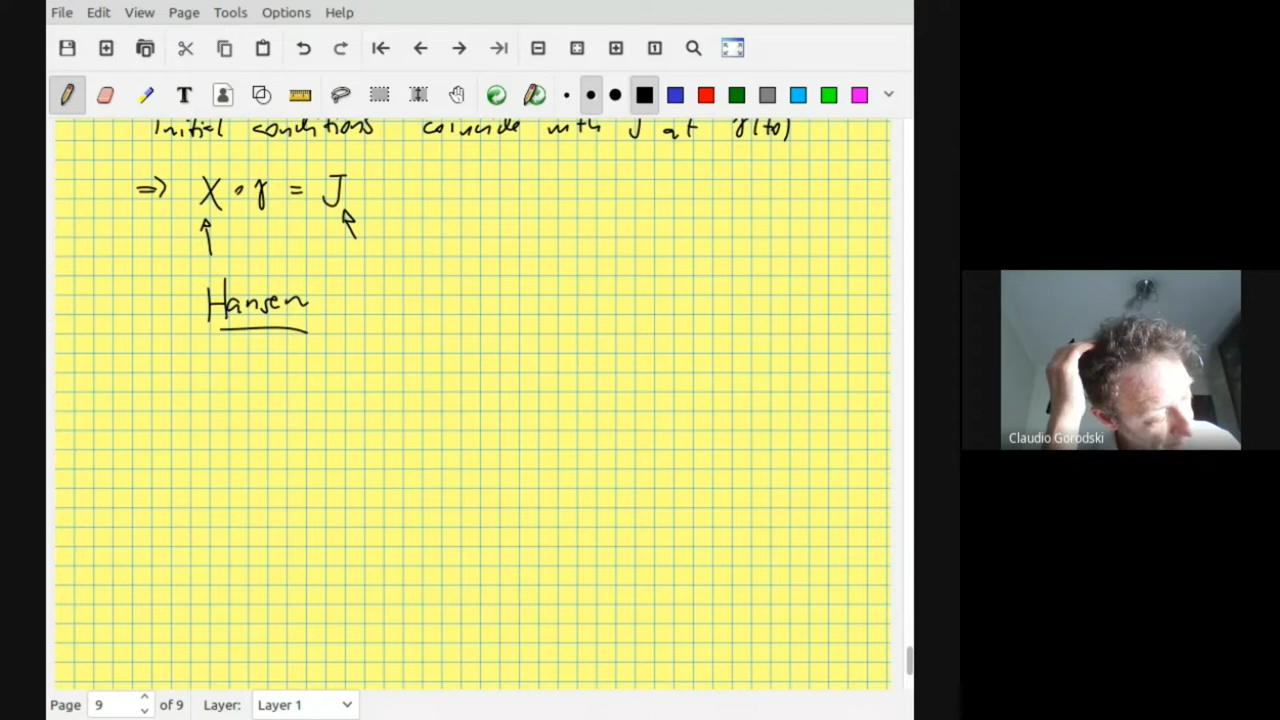 File Edit View Page Tools Options Help
Initial conditions coincide with J at γ(t0)
=> X ∘ γ = J
Hansen
Claudio Gorodski
Page 9 of 9 Layer: Layer 1